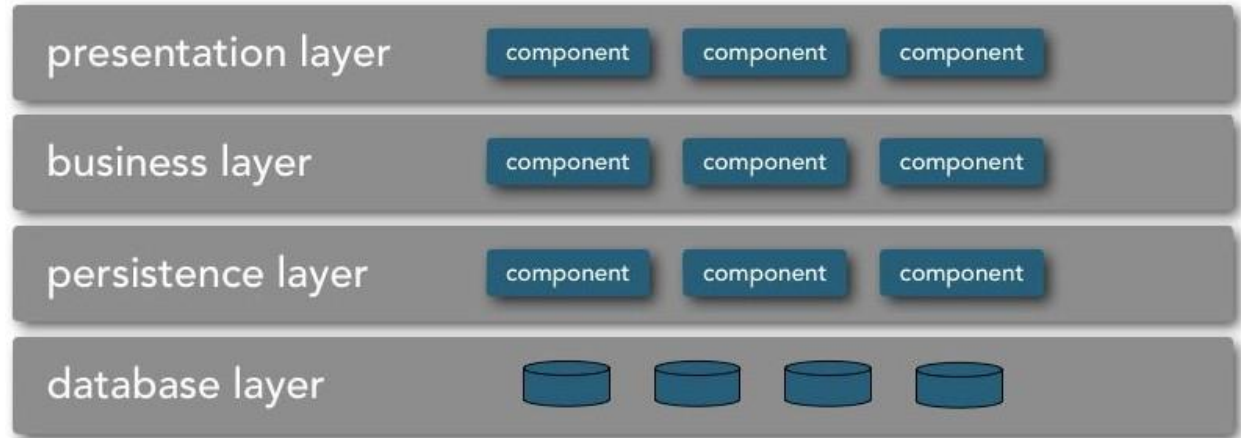 presentation layer component component component
business layer component component component
persistence layer component component component
database layer